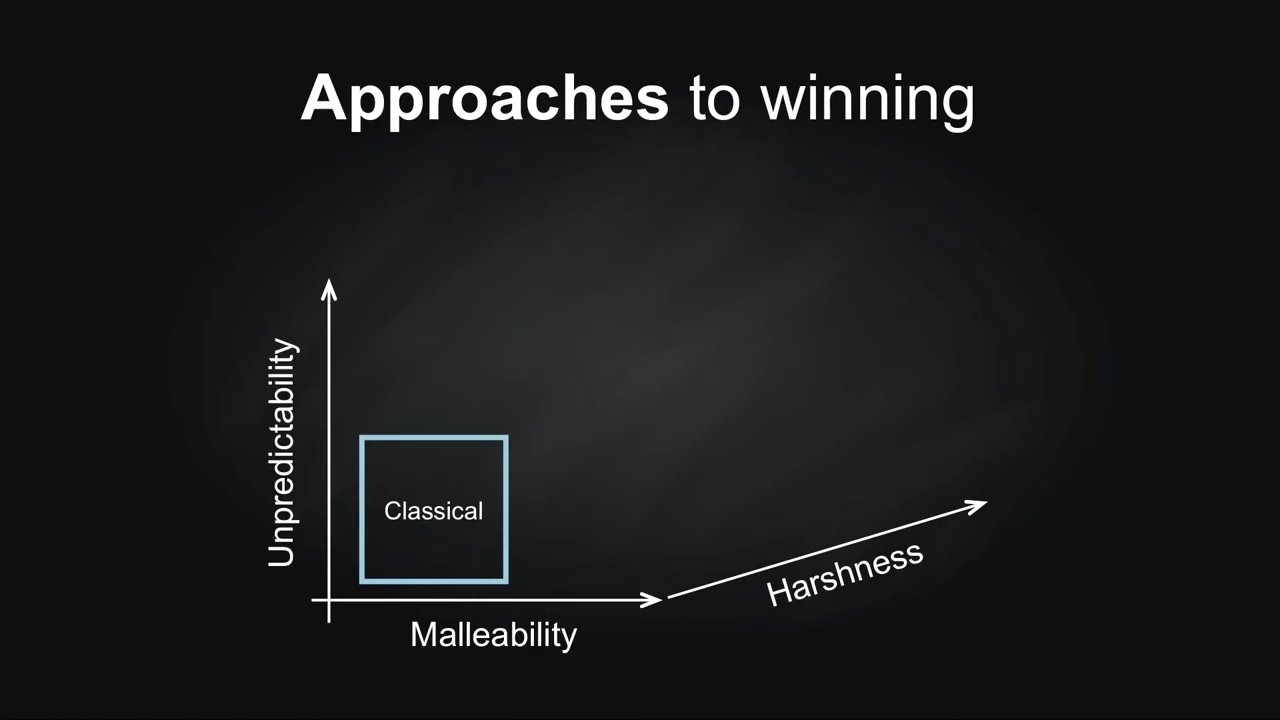 Approaches to winning
Unpredictability
Classical
Harshness
Malleability